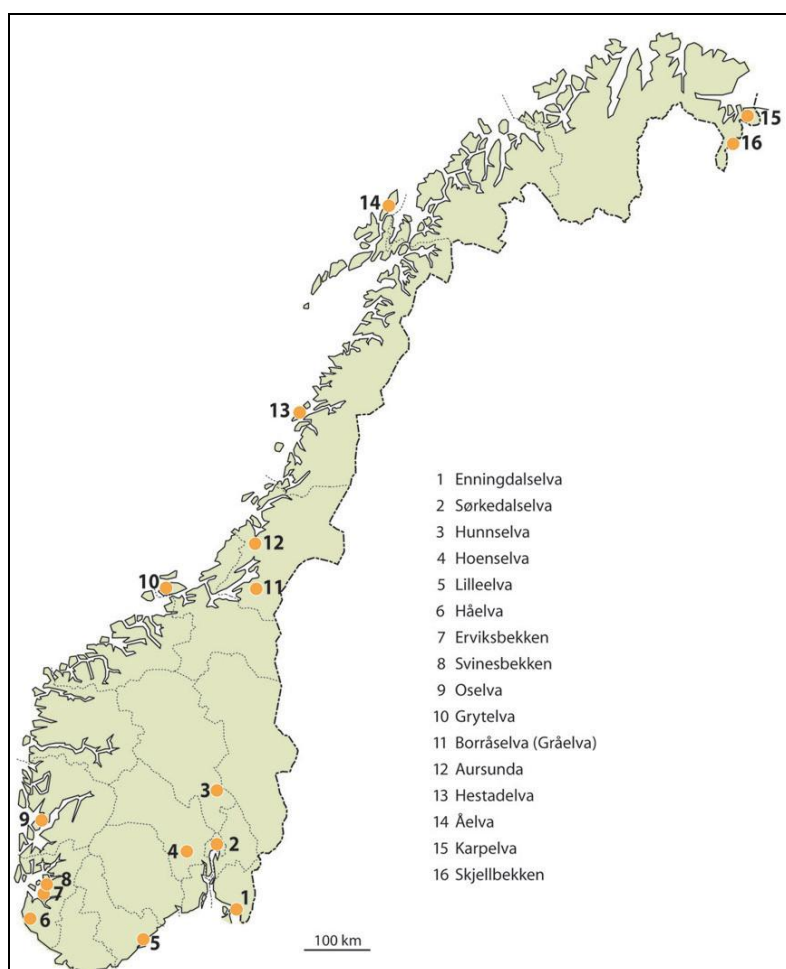 15
16
14
13
12
10
11
3
9
2
4
8
7
1
6
5
100 km
1 Enningdalselva
2 Sørkedalselva
3 Hunnselva
4 Hoenselva
5 Lilleelva
6 Håelva
7 Erviksbekken
8 Svinesbekken
9 Oselva
10 Grytelva
11 Borråselva (Gråelva)
12 Aursunda
13 Hestadelva
14 Åelva
15 Karpelva
16 Skjellbekken